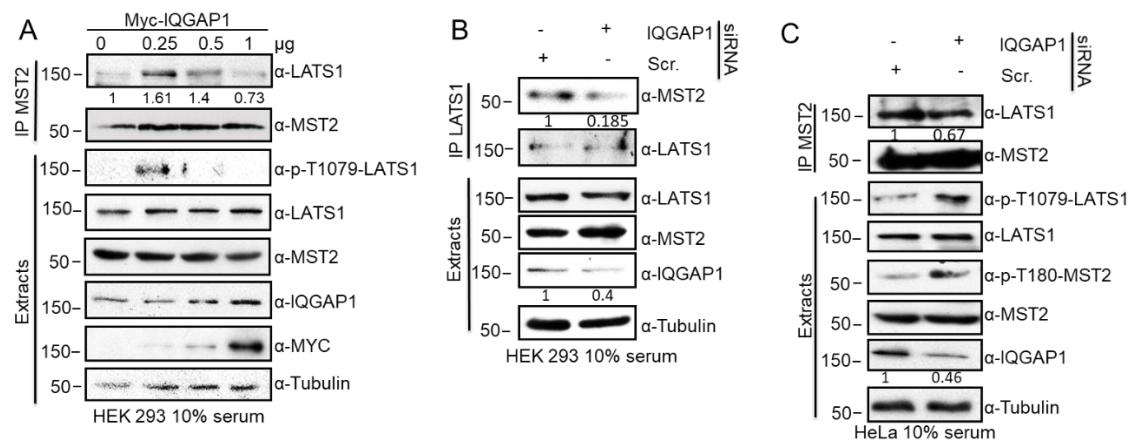 A
Myc-IQGAP1
0 0.25 0.5 1 µg
IP MST2
150– α-LATS1
1 1.61 1.4 0.73
50– α-MST2
Extracts
150– α-p-T1079-LATS1
150– α-LATS1
50– α-MST2
150– α-IQGAP1
150– α-MYC
50– α-Tubulin
HEK 293 10% serum
B
- + IQGAP1
+ - Scr.
siRNA
IP LATS1
50– α-MST2
1 0.185
150– α-LATS1
Extracts
150– α-LATS1
50– α-MST2
150– α-IQGAP1
1 0.4
50– α-Tubulin
HEK 293 10% serum
C
- + IQGAP1
+ - Scr.
siRNA
IP MST2
150– α-LATS1
1 0.67
50– α-MST2
Extracts
150– α-p-T1079-LATS1
150– α-LATS1
50– α-p-T180-MST2
50– α-MST2
150– α-IQGAP1
1 0.46
50– α-Tubulin
HeLa 10% serum